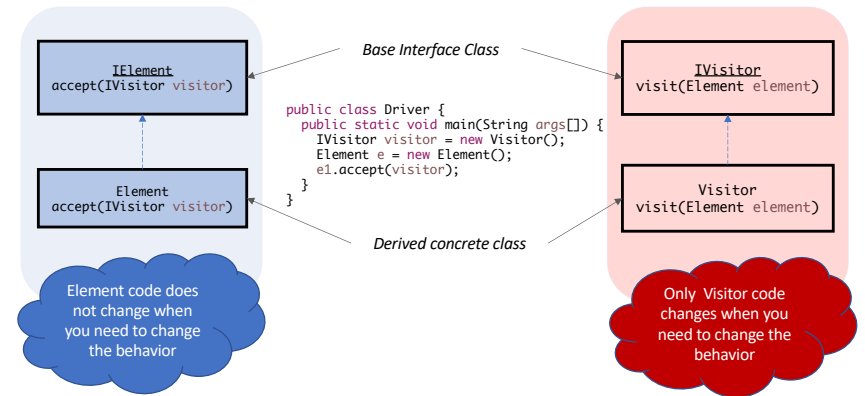 IElement
accept(IVisitor visitor)
Base Interface Class
IVisitor
visit(Element element)
public class Driver {
public static void main(String args[]) {
IVisitor visitor = new Visitor();
Element e = new Element();
e1.accept(visitor);
}
}
Element
accept(IVisitor visitor)
Derived concrete class
Visitor
visit(Element element)
Element code does
not change when
you need to change
the behavior
Only Visitor code
changes when you
need to change the
behavior